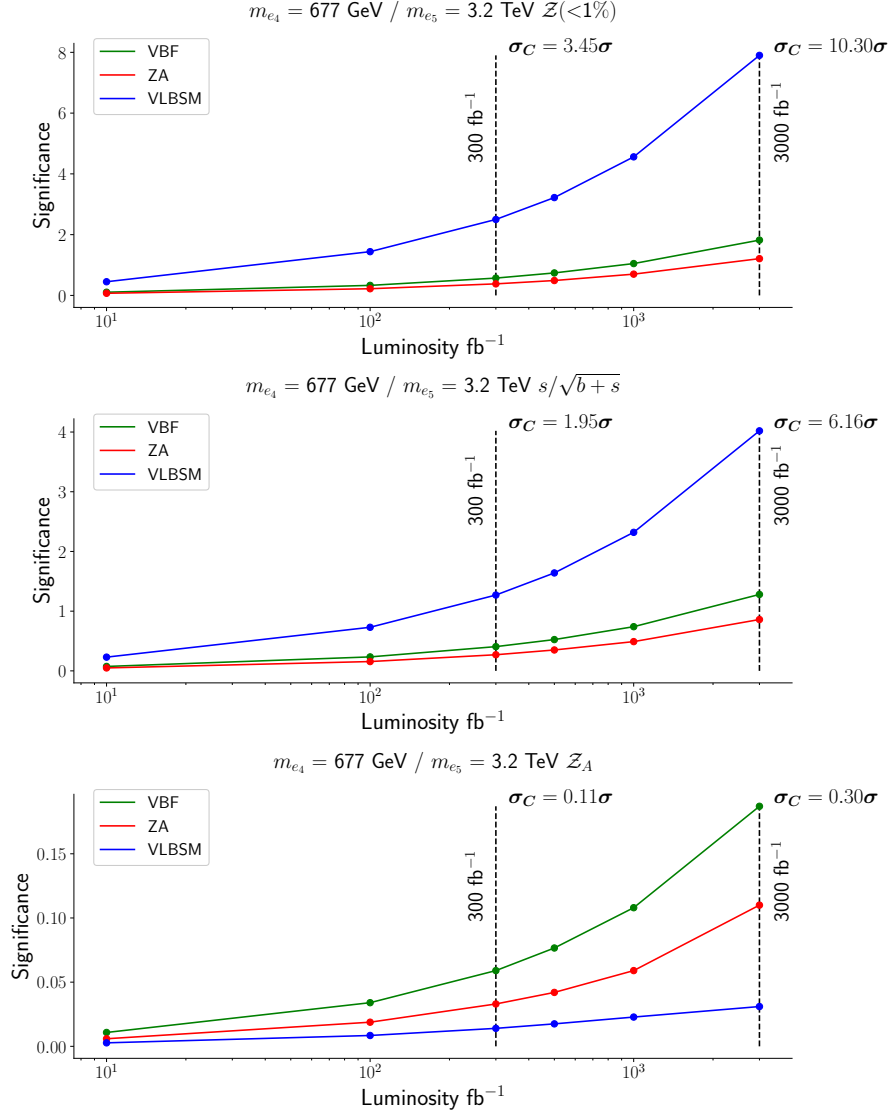 m_{e_4} = 677 GeV / m_{e_5} = 3.2 TeV 𝒵(<1%)
σ_C = 3.45σ
σ_C = 10.30σ
VBF
ZA
VLBSM
300 fb⁻¹
3000 fb⁻¹
Significance
8
6
4
2
0
10¹
10²
10³
Luminosity fb⁻¹
m_{e_4} = 677 GeV / m_{e_5} = 3.2 TeV s/√(b + s)
σ_C = 1.95σ
σ_C = 6.16σ
VBF
ZA
VLBSM
300 fb⁻¹
3000 fb⁻¹
Significance
4
3
2
1
0
10¹
10²
10³
Luminosity fb⁻¹
m_{e_4} = 677 GeV / m_{e_5} = 3.2 TeV 𝒵_A
σ_C = 0.11σ
σ_C = 0.30σ
VBF
ZA
VLBSM
300 fb⁻¹
3000 fb⁻¹
Significance
0.15
0.10
0.05
0.00
10¹
10²
10³
Luminosity fb⁻¹